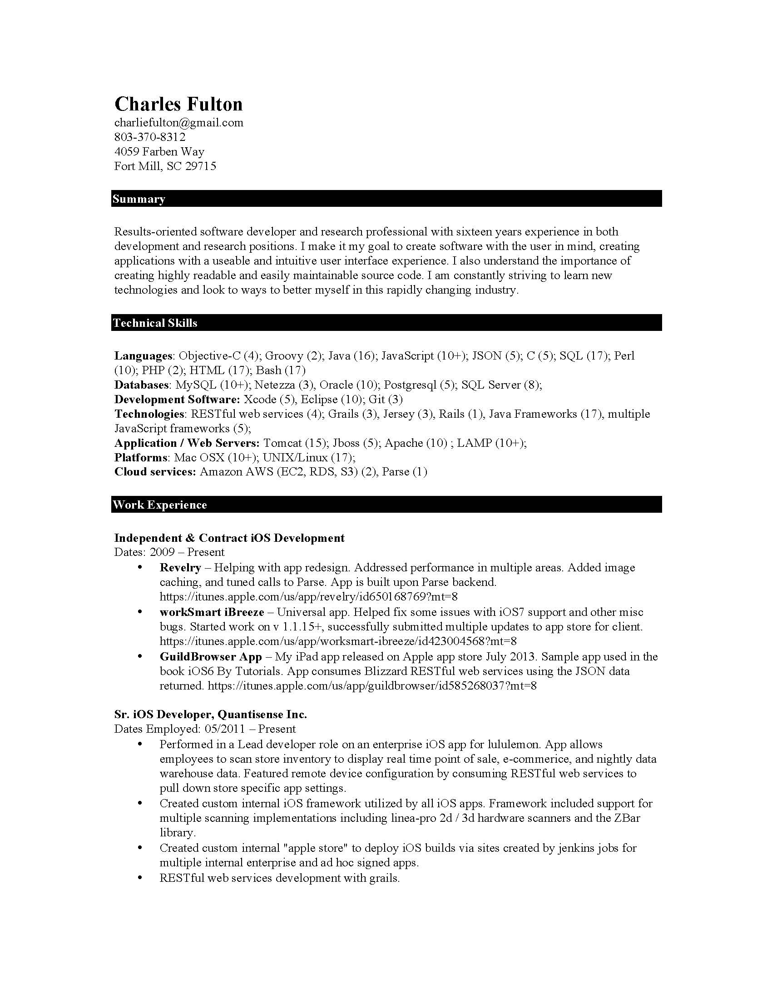 Charles Fulton
charliefulton@gmail.com
803-370-8312
4059 Farben Way
Fort Mill, SC 29715
Summary
Results-oriented software developer and research professional with sixteen years experience in both
development and research positions. I make it my goal to create software with the user in mind, creating
applications with a useable and intuitive user interface experience. I also understand the importance of
creating highly readable and easily maintainable source code. I am constantly striving to learn new
technologies and look to ways to better myself in this rapidly changing industry.
Technical Skills
Languages: Objective-C (4); Groovy (2); Java (16); JavaScript (10+); JSON (5); C (5); SQL (17); Perl
(10); PHP (2); HTML (17); Bash (17)
Databases: MySQL (10+); Netezza (3), Oracle (10); Postgresql (5); SQL Server (8);
Development Software: Xcode (5), Eclipse (10); Git (3)
Technologies: RESTful web services (4); Grails (3), Jersey (3), Rails (1), Java Frameworks (17), multiple
JavaScript frameworks (5);
Application / Web Servers: Tomcat (15); Jboss (5); Apache (10) ; LAMP (10+);
Platforms: Mac OSX (10+); UNIX/Linux (17);
Cloud services: Amazon AWS (EC2, RDS, S3) (2), Parse (1)
Work Experience
Independent & Contract iOS Development
Dates: 2009 – Present
• Revelry – Helping with app redesign. Addressed performance in multiple areas. Added image
caching, and tuned calls to Parse. App is built upon Parse backend.
https://itunes.apple.com/us/app/revelry/id650168769?mt=8
• workSmart iBreeze – Universal app. Helped fix some issues with iOS7 support and other misc
bugs. Started work on v 1.1.15+, successfully submitted multiple updates to app store for client.
https://itunes.apple.com/us/app/worksmart-ibreeze/id423004568?mt=8
• GuildBrowser App – My iPad app released on Apple app store July 2013. Sample app used in the
book iOS6 By Tutorials. App consumes Blizzard RESTful web services using the JSON data
returned. https://itunes.apple.com/us/app/guildbrowser/id585268037?mt=8
Sr. iOS Developer, Quantisense Inc.
Dates Employed: 05/2011 – Present
• Performed in a Lead developer role on an enterprise iOS app for lululemon. App allows
employees to scan store inventory to display real time point of sale, e-commerice, and nightly data
warehouse data. Featured remote device configuration by consuming RESTful web services to
pull down store specific app settings.
• Created custom internal iOS framework utilized by all iOS apps. Framework included support for
multiple scanning implementations including linea-pro 2d / 3d hardware scanners and the ZBar
library.
• Created custom internal "apple store" to deploy iOS builds via sites created by jenkins jobs for
multiple internal enterprise and ad hoc signed apps.
• RESTful web services development with grails.